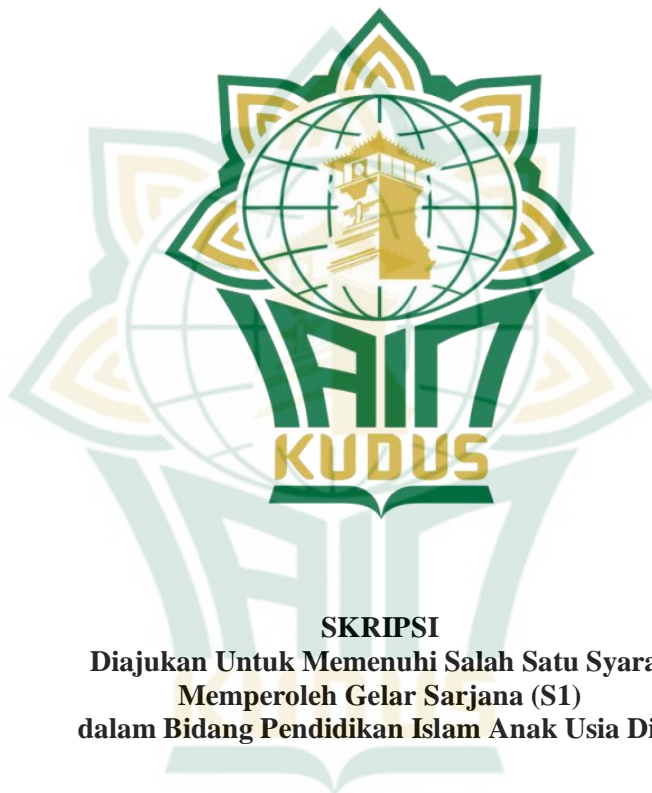 IAIN
KUDUS
SKRIPSI
Diajukan Untuk Memenuhi Salah Satu Syara
Memperoleh Gelar Sarjana (S1)
dalam Bidang Pendidikan Islam Anak Usia Di